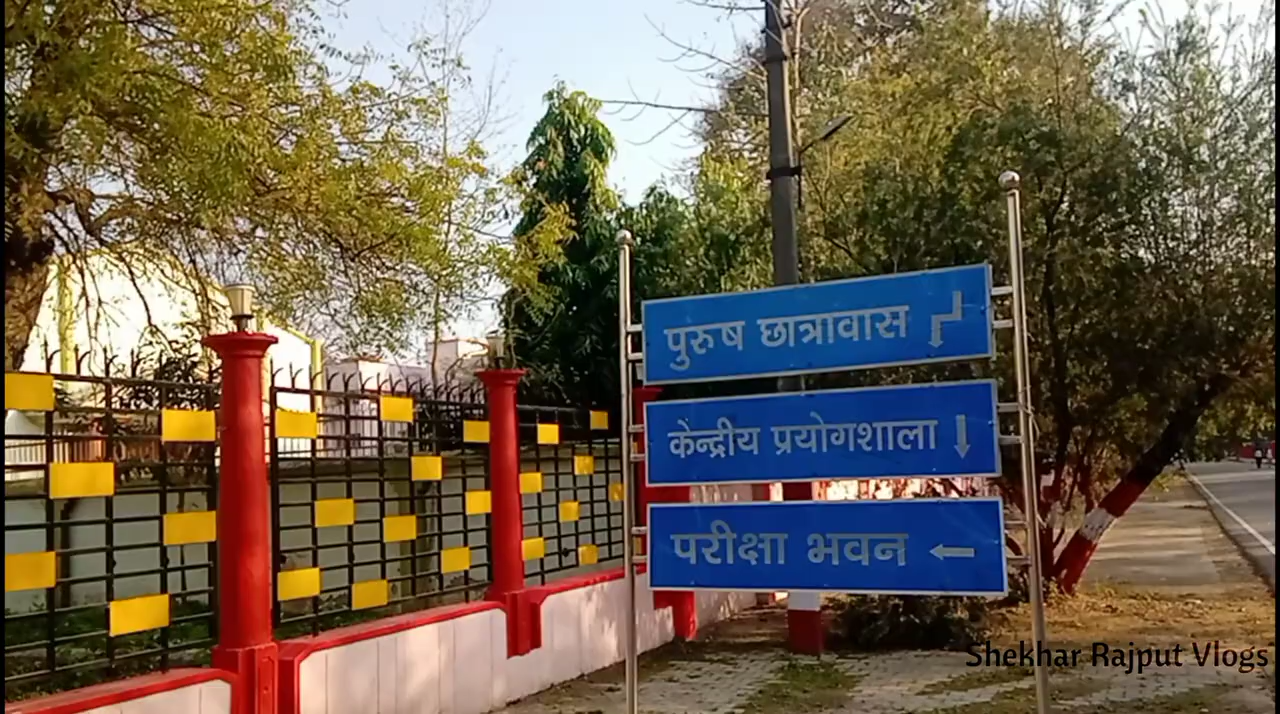 पुरुष छात्रावास
केन्द्रीय प्रयोगशाला
परीक्षा भवन
Shekhar Rajput Vlogs